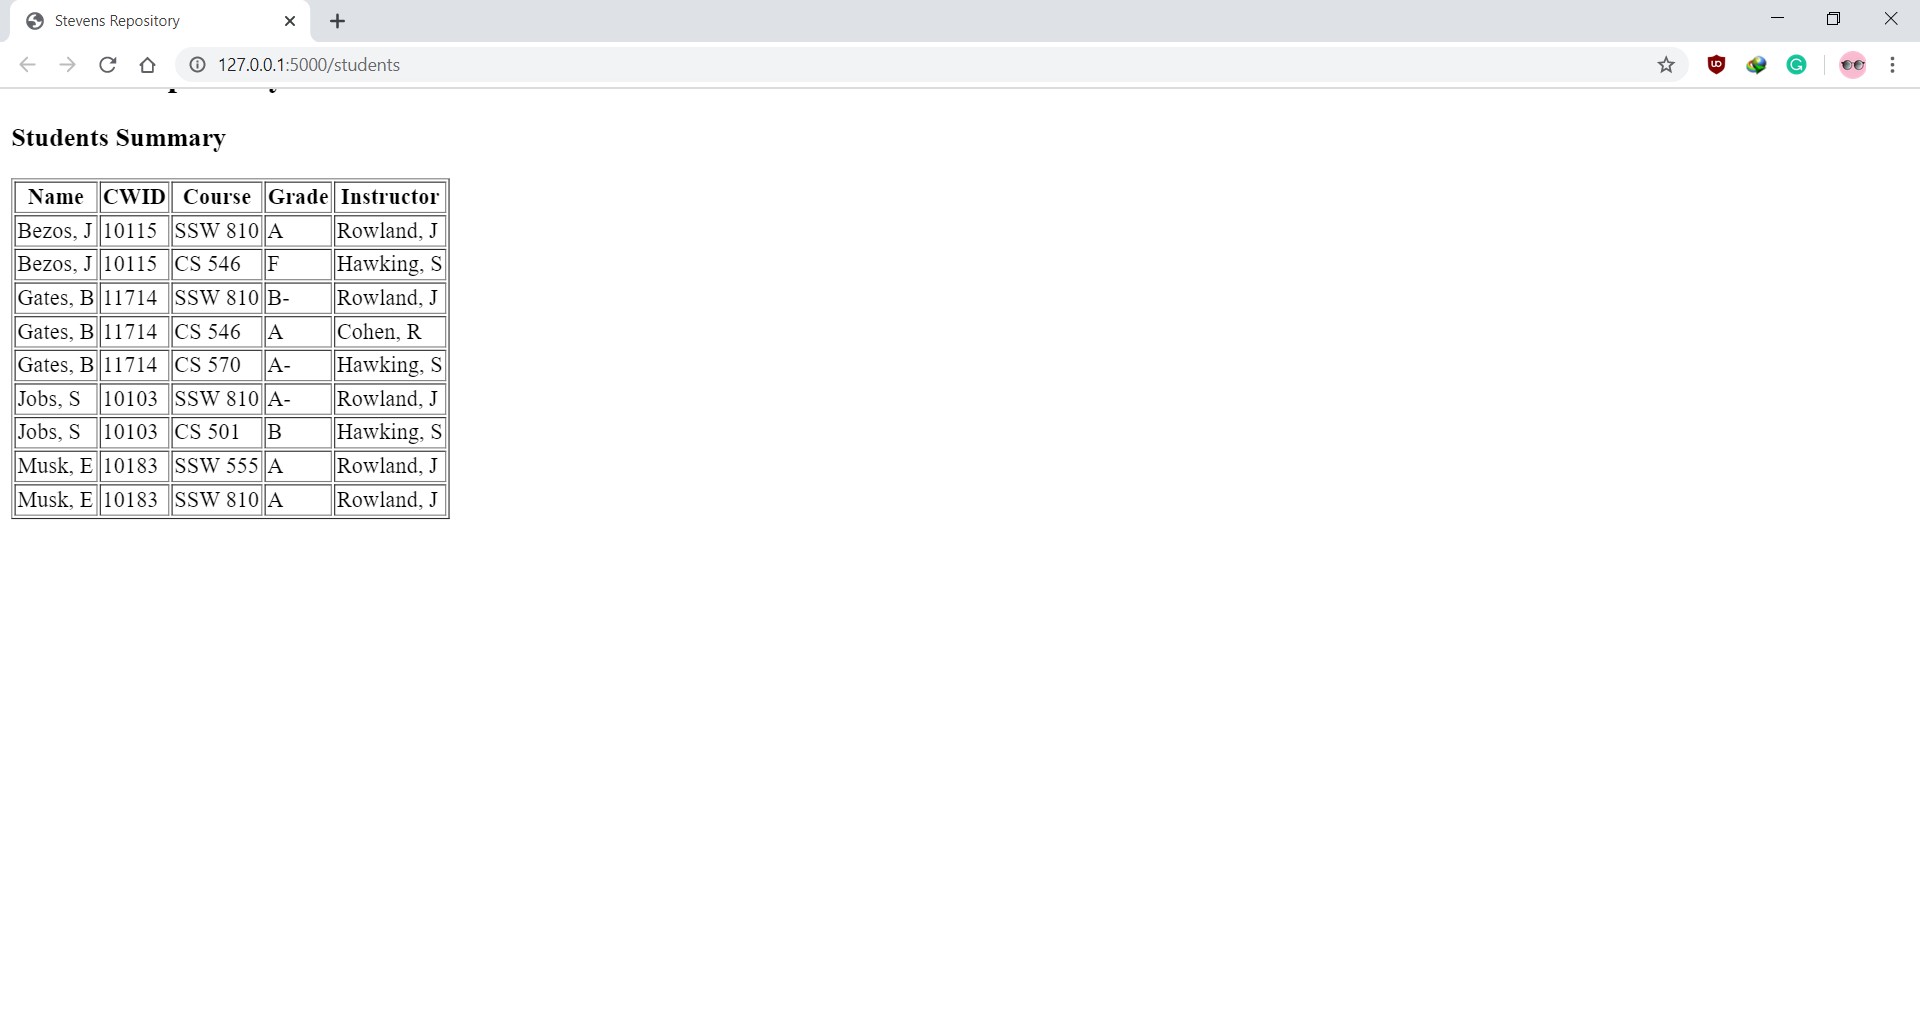 Stevens Repository
127.0.0.1:5000/students
Students Summary
Name CWID Course Grade Instructor
Bezos, J 10115 SSW 810 A Rowland, J
Bezos, J 10115 CS 546 F Hawking, S
Gates, B 11714 SSW 810 B- Rowland, J
Gates, B 11714 CS 546 A Cohen, R
Gates, B 11714 CS 570 A- Hawking, S
Jobs, S 10103 SSW 810 A- Rowland, J
Jobs, S 10103 CS 501 B Hawking, S
Musk, E 10183 SSW 555 A Rowland, J
Musk, E 10183 SSW 810 A Rowland, J